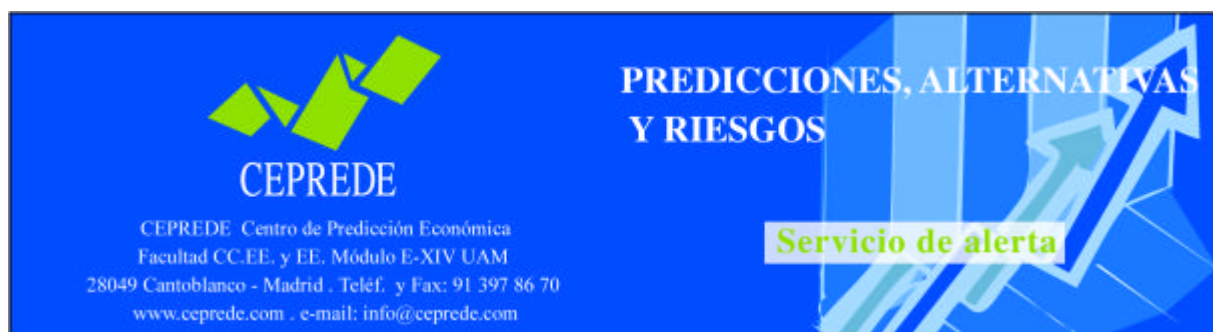 CEPREDE
CEPREDE Centro de Predicción Económica
Facultad CC.EE. y EE. Módulo E-XIV UAM
28049 Cantoblanco - Madrid . Teléf. y Fax: 91 397 86 70
www.ceprede.com . e-mail: info@ceprede.com
PREDICCIONES, ALTERNATIVAS
Y RIESGOS
Servicio de alerta